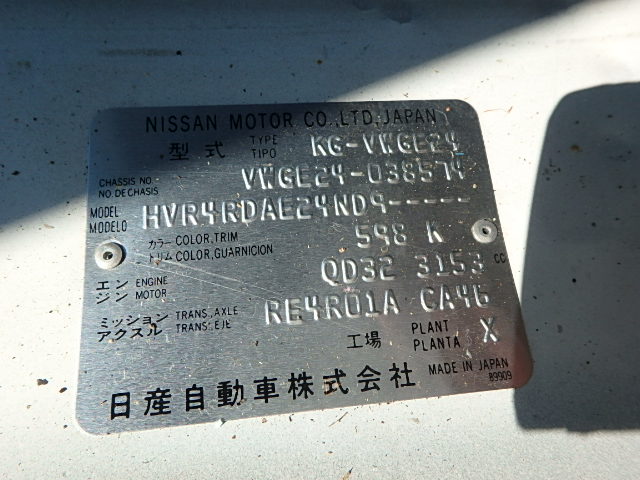 NISSAN MOTOR CO.,LTD.JAPAN
型式 TYPE TIPO KG-VWGE24
CHASSIS NO. NO.DE CHASIS VWGE24-038574
MODEL MODELO HVR4RDAE24ND9-----
カラー COLOR,TRIM トリム COLOR,GUARNICION 598 K
エンジン ENGINE MOTOR QD32 3153 cc
ミッション アクスル TRANS.,AXLE TRANS.,EJE RE4R01A CA46
工場 PLANT PLANTA X
日産自動車株式会社 MADE IN JAPAN
89909